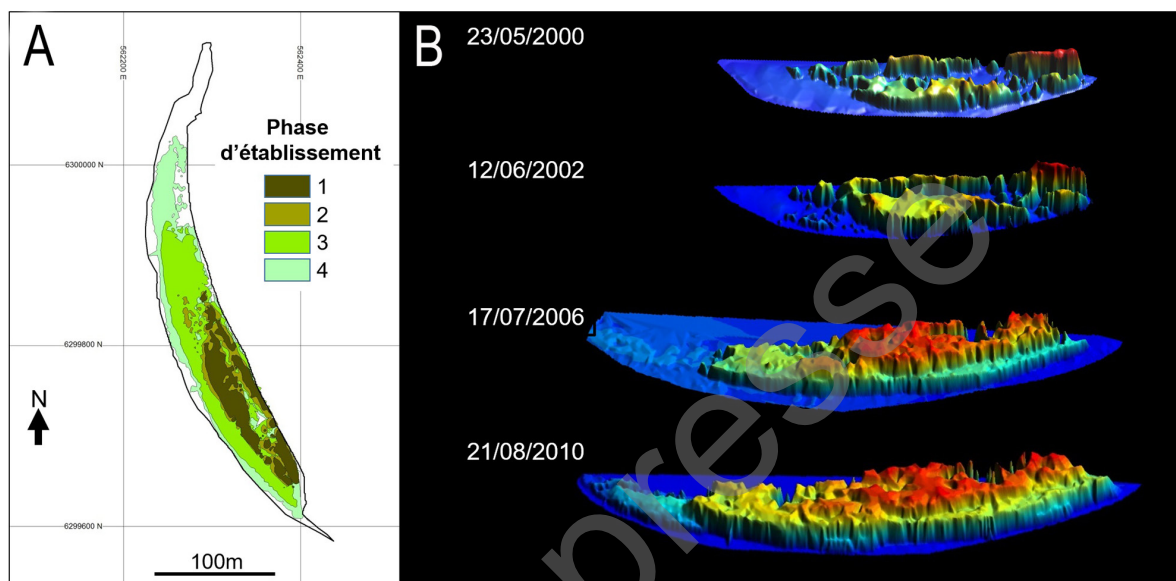 A
562200 E
562400 E
6300000 N
6299800 N
6299600 N
Phase
d'établissement
1
2
3
4
N
100m
B
23/05/2000
12/06/2002
17/07/2006
21/08/2010
presse